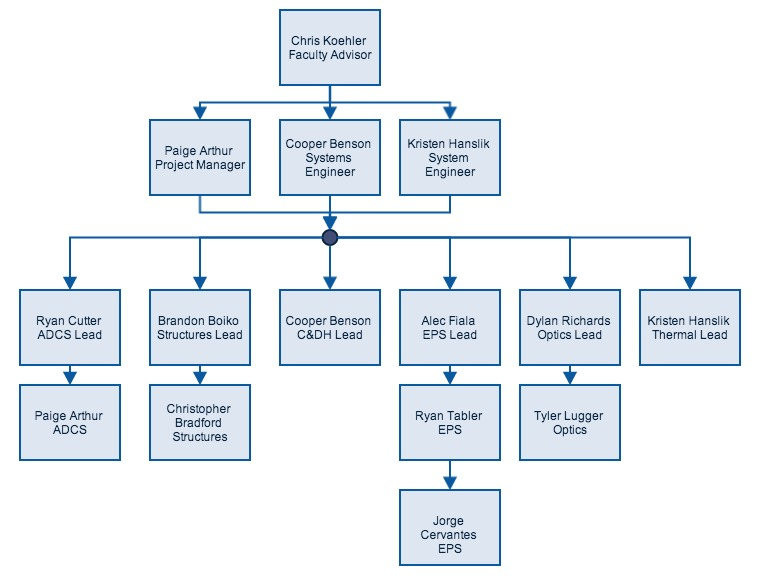 Chris Koehler
Faculty Advisor
Paige Arthur
Project Manager
Cooper Benson
Systems
Engineer
Kristen Hanslik
System
Engineer
Ryan Cutter
ADCS Lead
Brandon Boiko
Structures Lead
Cooper Benson
C&DH Lead
Alec Fiala
EPS Lead
Dylan Richards
Optics Lead
Kristen Hanslik
Thermal Lead
Paige Arthur
ADCS
Christopher
Bradford
Structures
Ryan Tabler
EPS
Tyler Lugger
Optics
Jorge
Cervantes
EPS